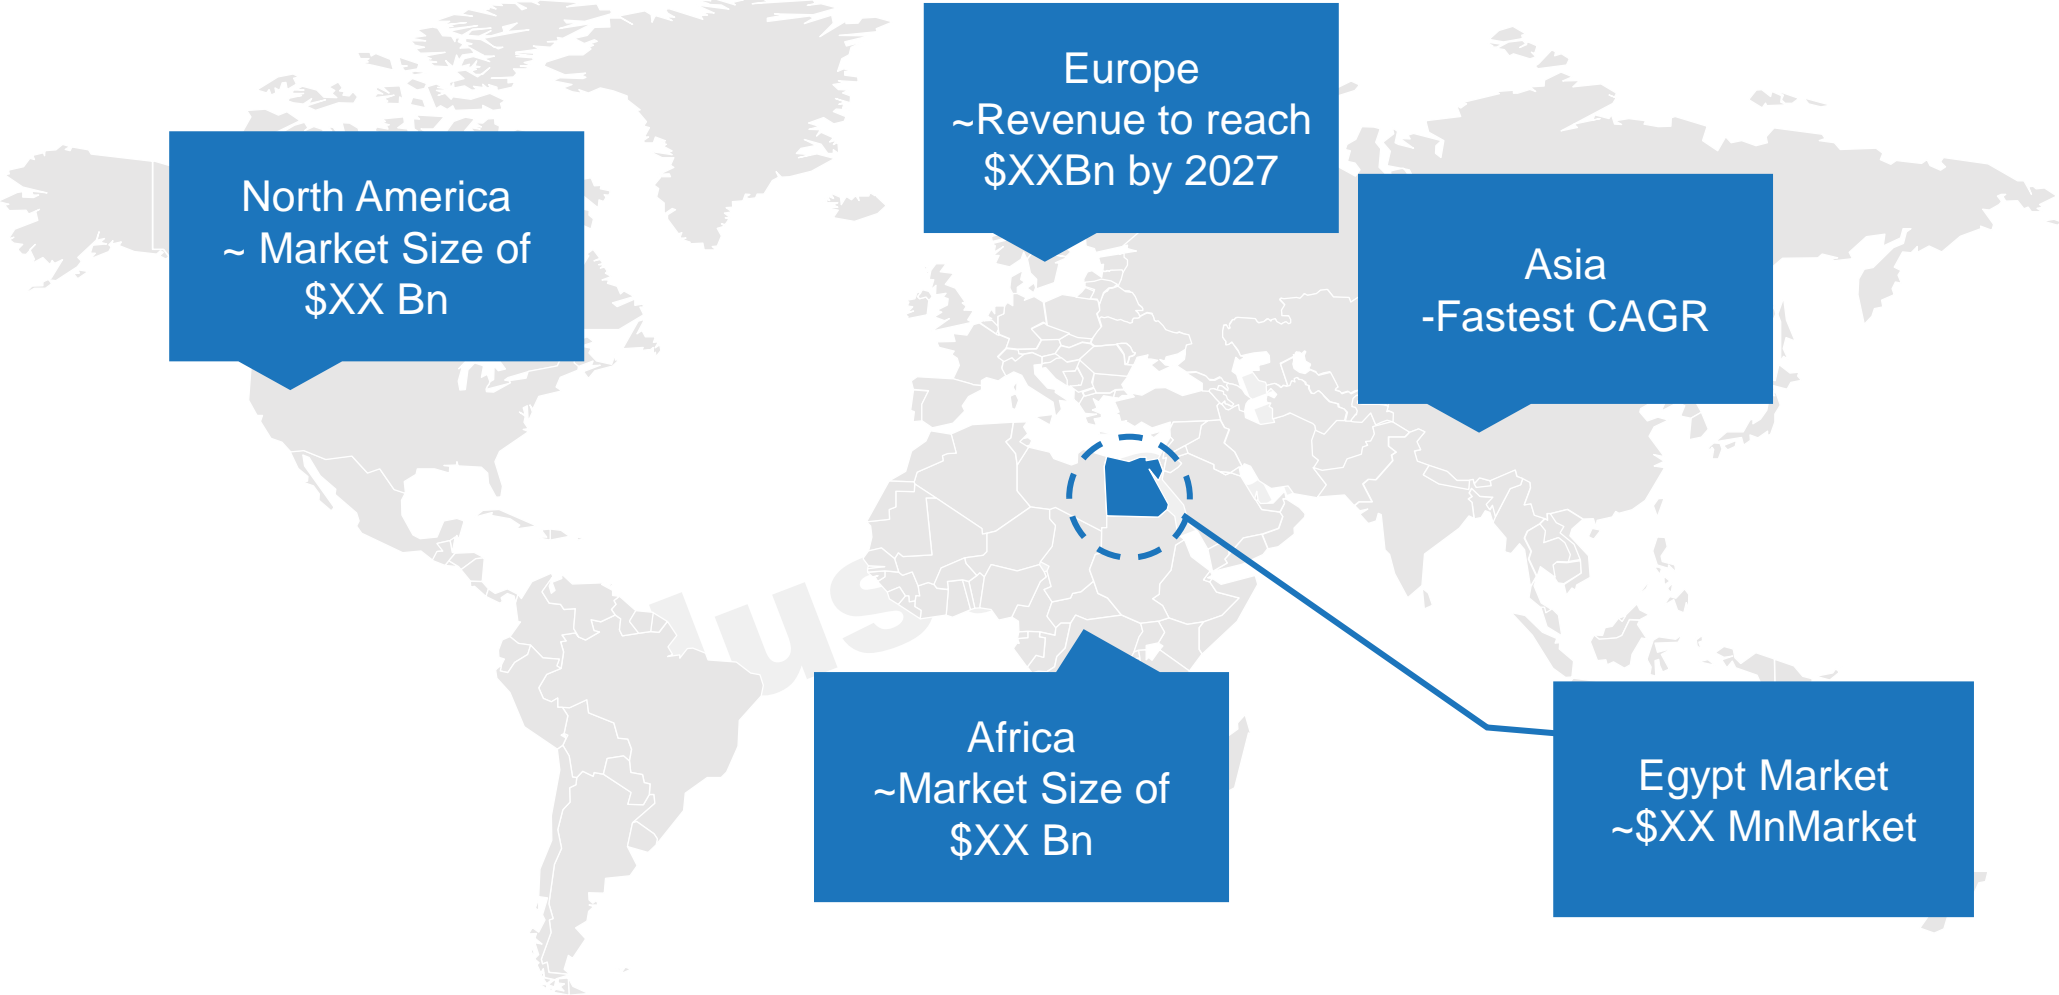 Europe
~Revenue to reach
$XXBn by 2027
North America
~ Market Size of
$XX Bn
Asia
-Fastest CAGR
Africa
~Market Size of
$XX Bn
Egypt Market
~$XX MnMarket